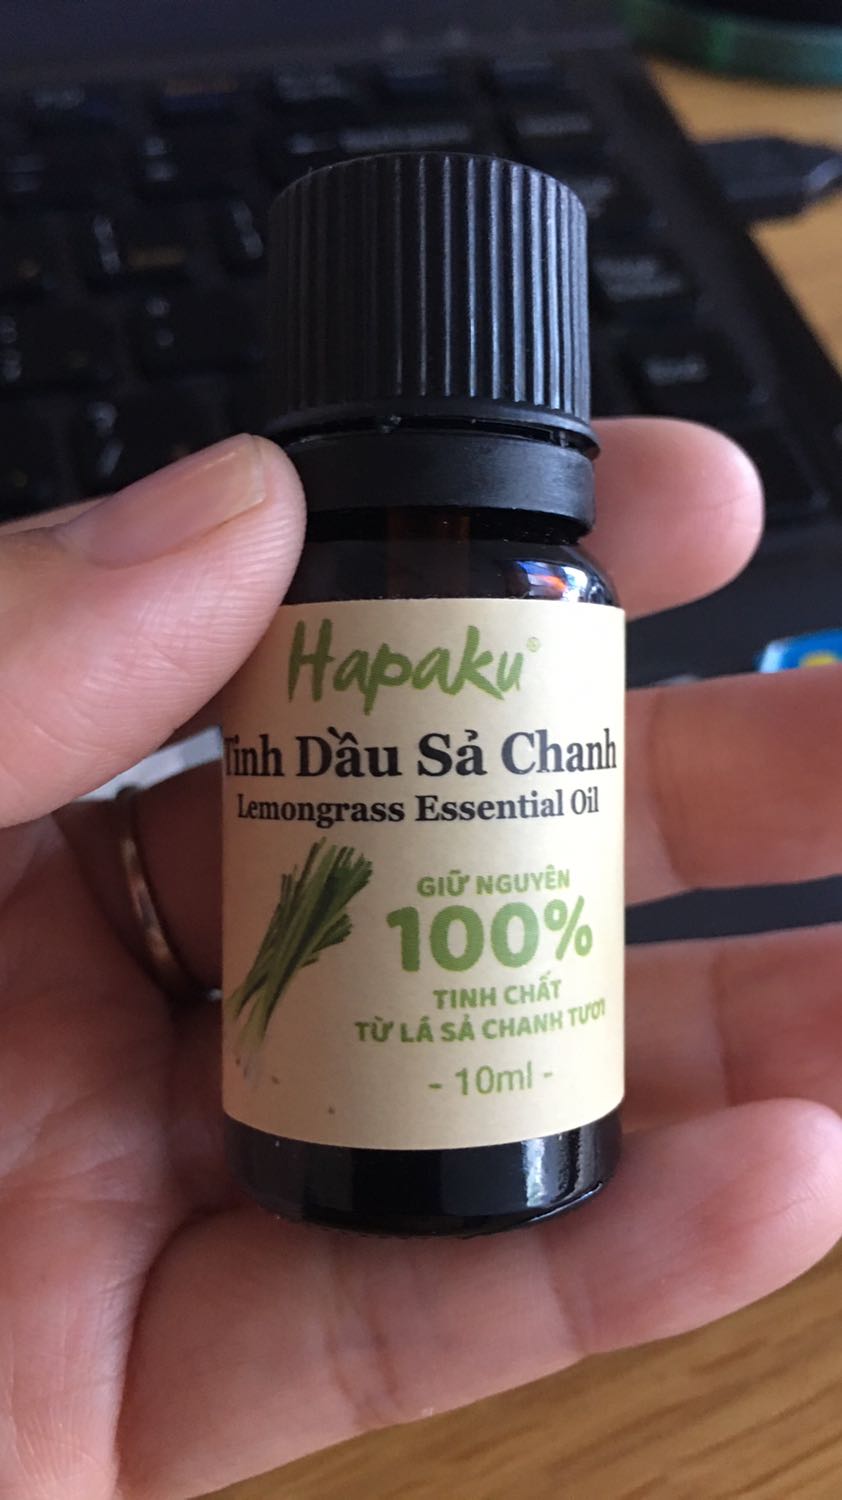 Hapaku®
Tinh Dầu Sả Chanh
Lemongrass Essential Oil
GIỮ NGUYÊN
100%
TINH CHẤT
TỪ LÁ SẢ CHANH TƯƠI
- 10ml -